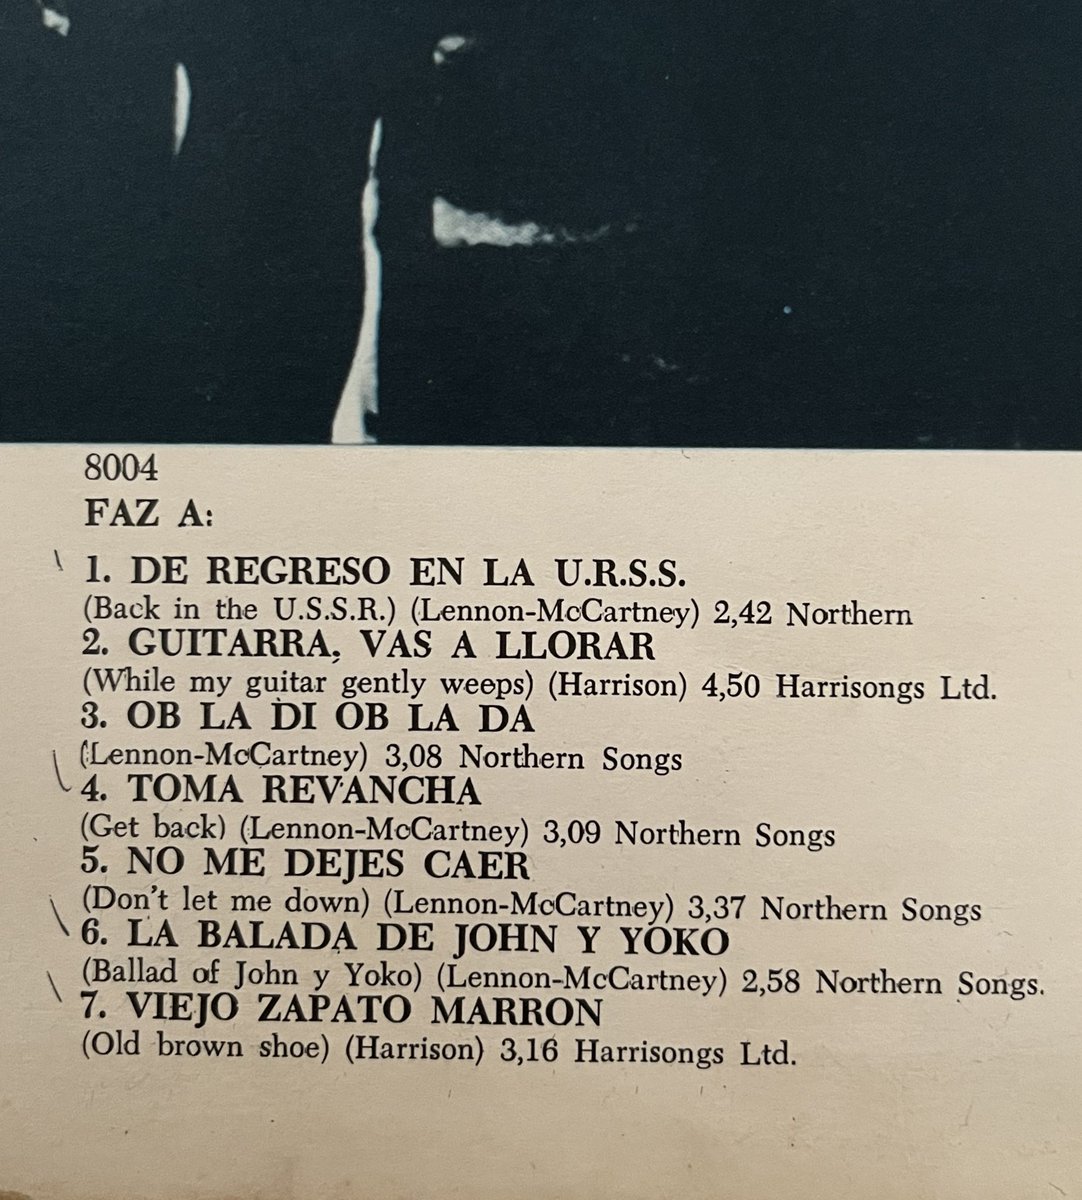 8004
FAZ A:
1. DE REGRESO EN LA U.R.S.S.
(Back in the U.S.S.R.) (Lennon-McCartney) 2,42 Northern
2. GUITARRA, VAS A LLORAR
(While my guitar gently weeps) (Harrison) 4,50 Harrisongs Ltd.
3. OB LA DI OB LA DA
(Lennon-McCartney) 3,08 Northern Songs
4. TOMA REVANCHA
(Get back) (Lennon-McCartney) 3,09 Northern Songs
5. NO ME DEJES CAER
(Don't let me down) (Lennon-McCartney) 3,37 Northern Songs
6. LA BALADA DE JOHN Y YOKO
(Ballad of John y Yoko) (Lennon-McCartney) 2,58 Northern Songs.
7. VIEJO ZAPATO MARRON
(Old brown shoe) (Harrison) 3,16 Harrisongs Ltd.